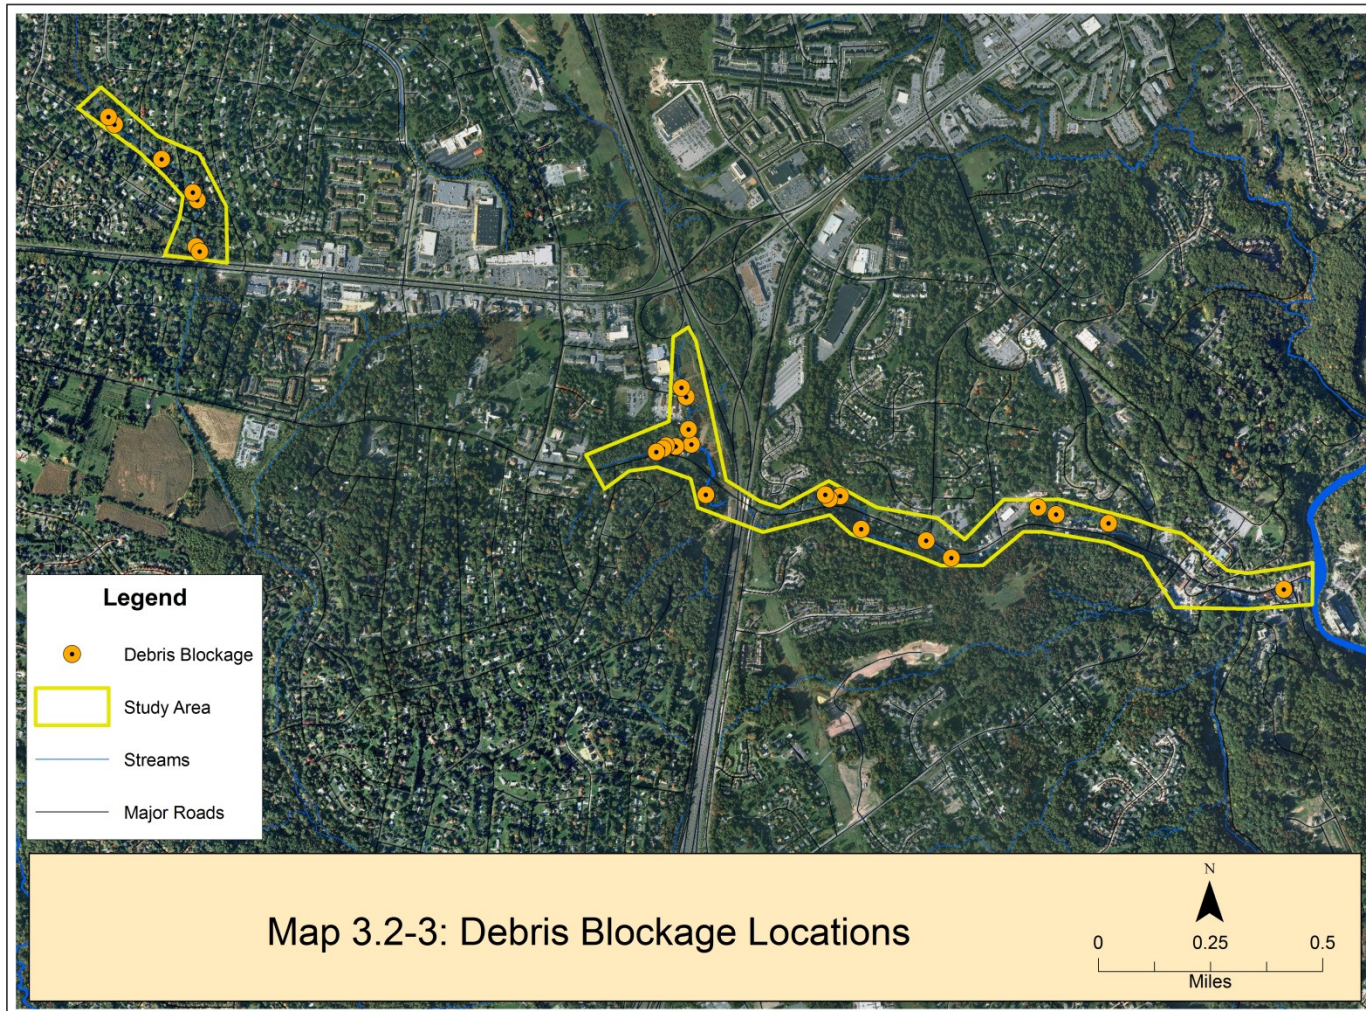 Legend
Debris Blockage
Study Area
Streams
Major Roads
Map 3.2-3: Debris Blockage Locations
N
0 0.25 0.5
Miles